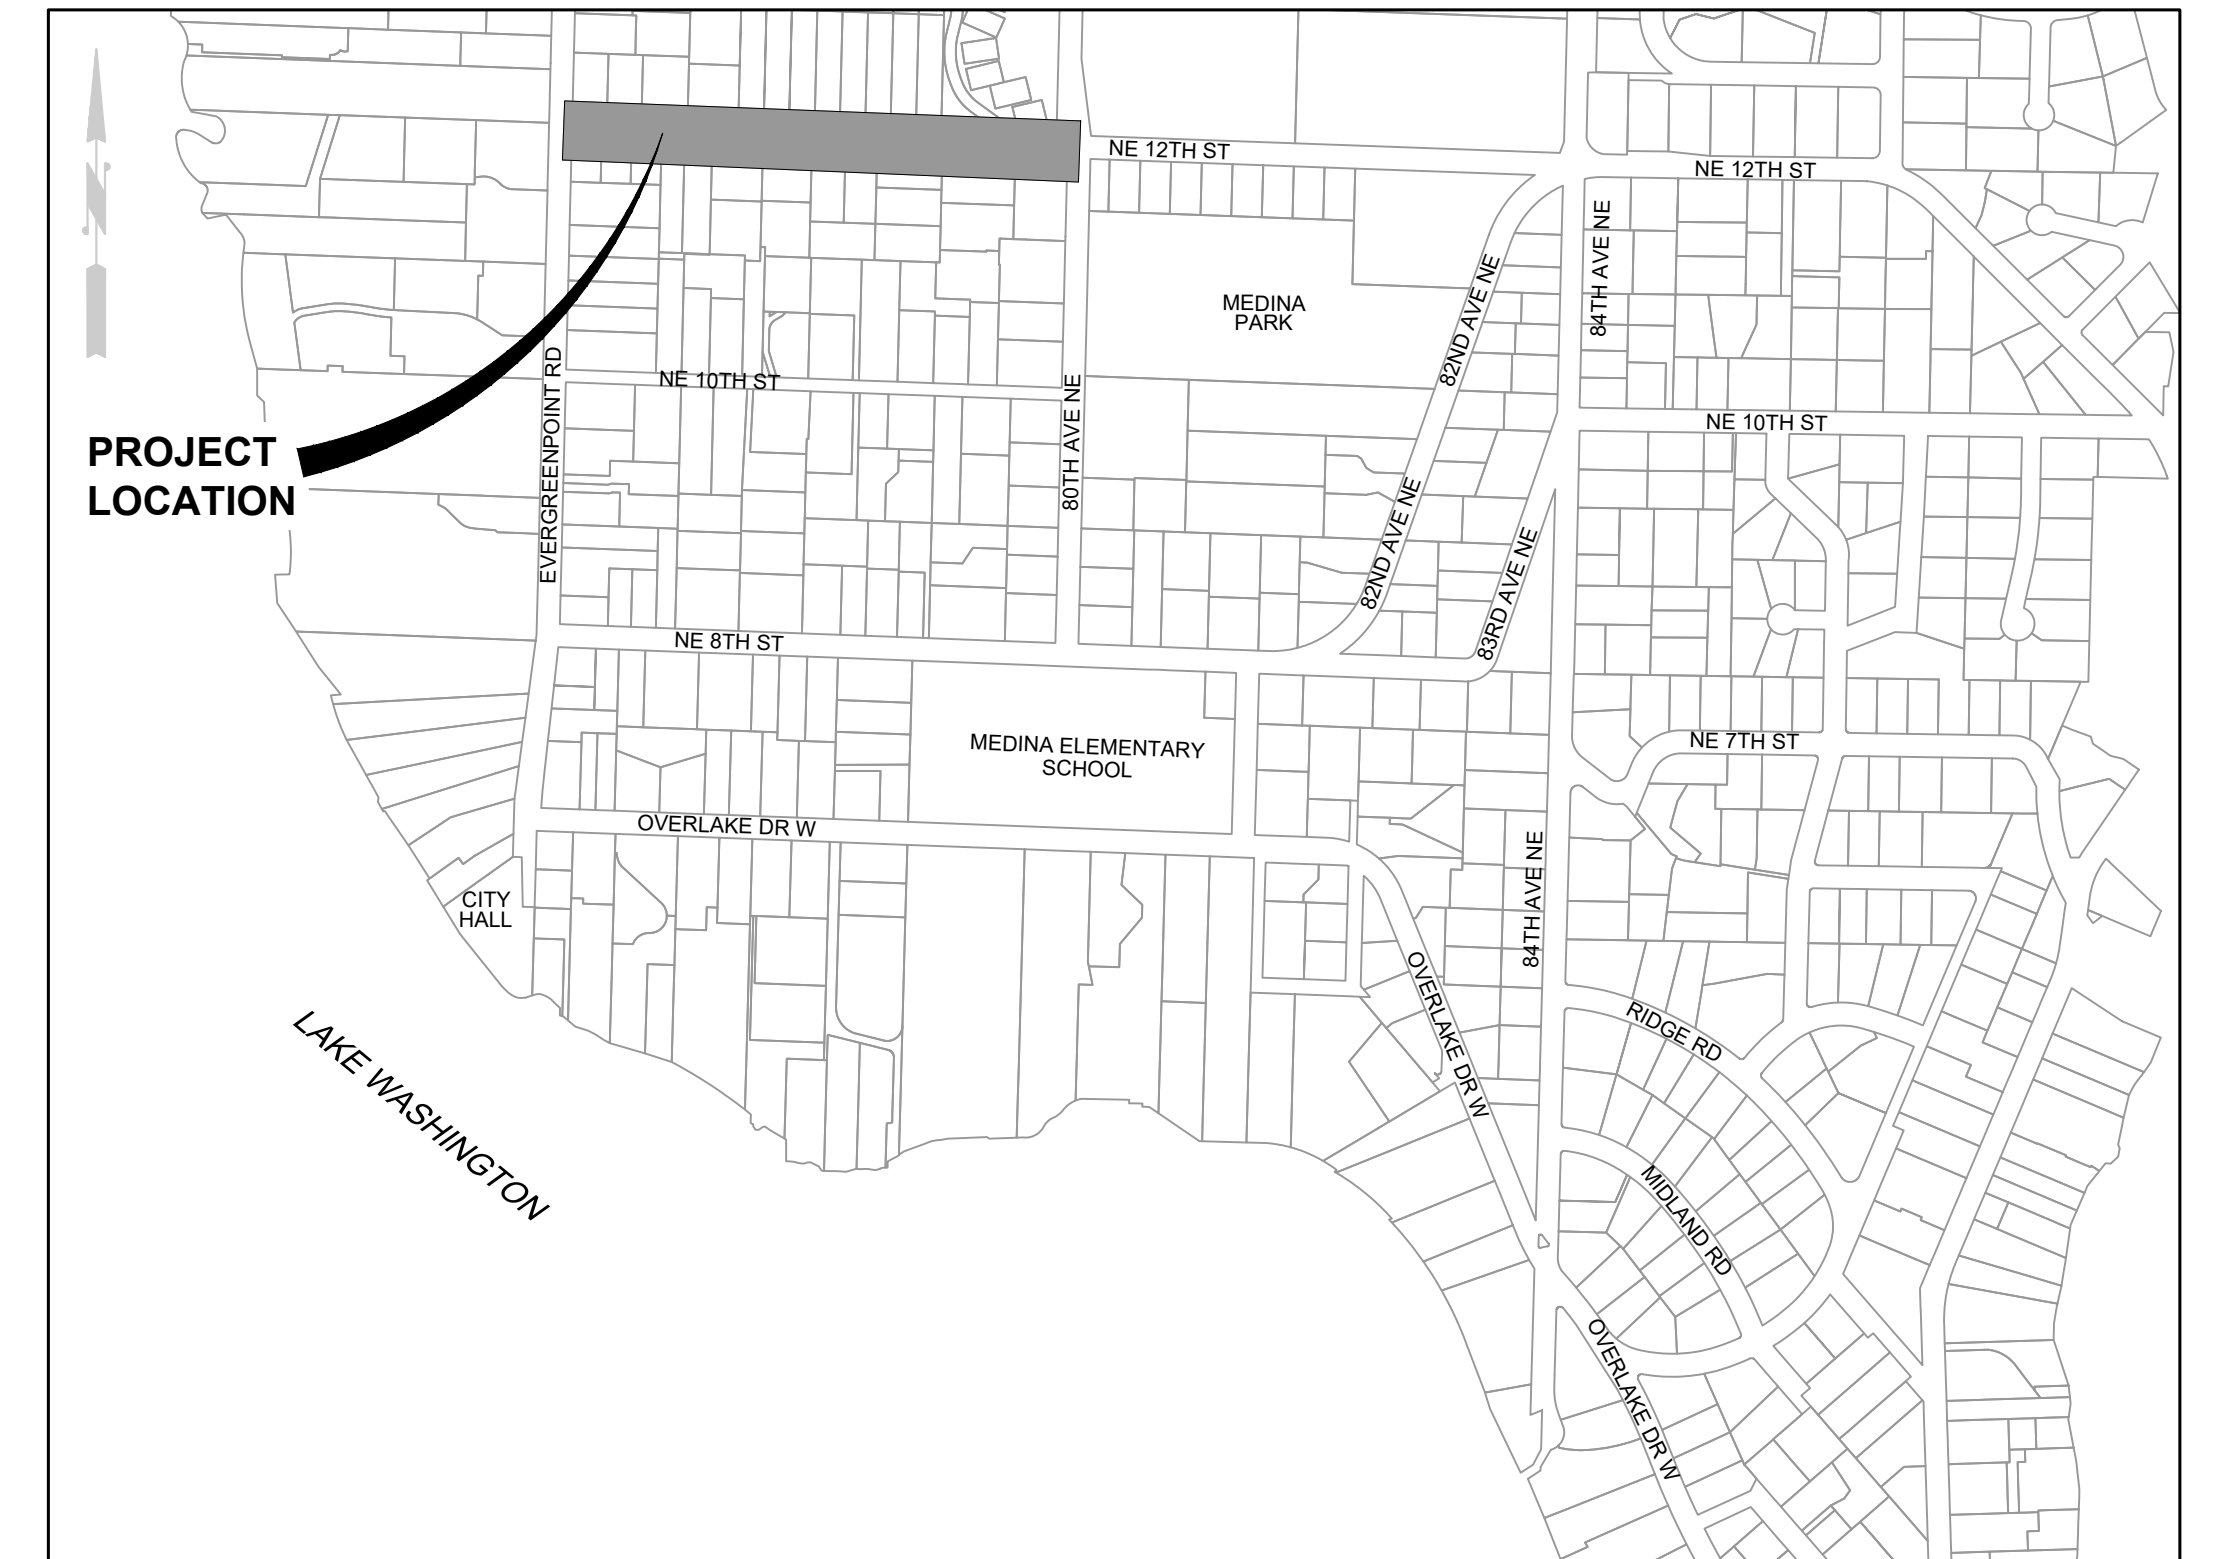 N
NE 12TH ST
NE 12TH ST
84TH AVE NE
82ND AVE NE
MEDINA
PARK
EVERGREENPOINT RD
NE 10TH ST
80TH AVE NE
NE 10TH ST
PROJECT
LOCATION
82ND AVE NE
83RD AVE NE
NE 8TH ST
MEDINA ELEMENTARY
SCHOOL
NE 7TH ST
OVERLAKE DR W
84TH AVE NE
CITY
HALL
OVERLAKE DR W
RIDGE RD
LAKE WASHINGTON
MIDLAND RD
OVERLAKE DR W